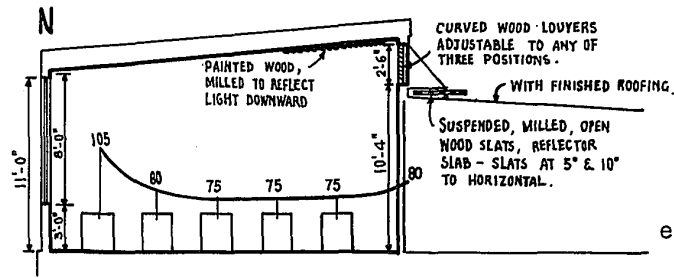 N
CURVED WOOD LOUVERS
ADJUSTABLE TO ANY OF
THREE POSITIONS.
PAINTED WOOD,
MILLED TO REFLECT
LIGHT DOWNWARD
2'-6"
WITH FINISHED ROOFING.
SUSPENDED, MILLED, OPEN
WOOD SLATS, REFLECTOR
SLAB - SLATS AT 5° & 10°
TO HORIZONTAL.
11'-0"
8'-0"
3'-0"
10'-4"
105
80
75
75
75
80
e